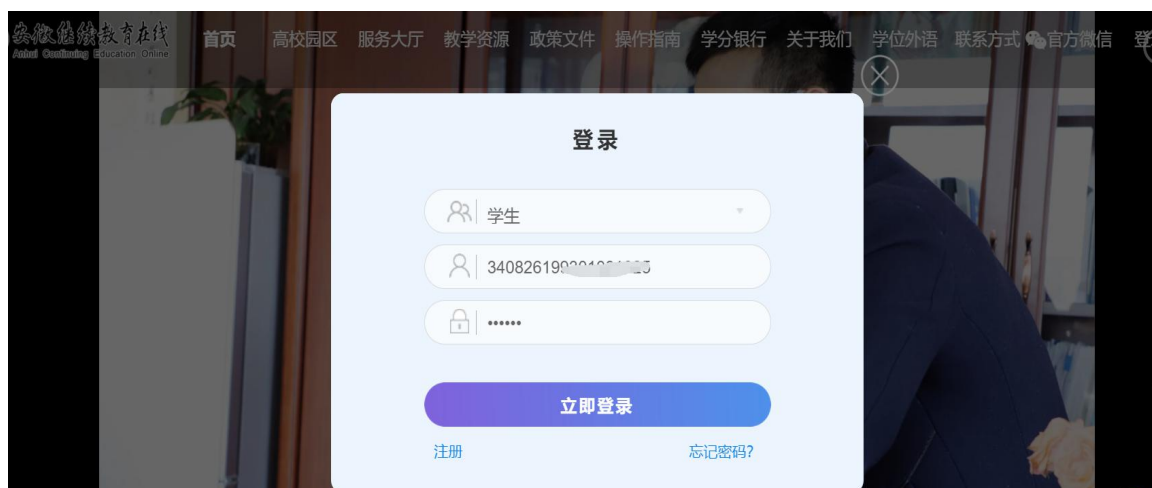 安徽继续教育在线
Anhui Continuing Education Online
首页 高校园区 服务大厅 教学资源 政策文件 操作指南 学分银行 关于我们 学位外语 联系方式 官方微信 登
登录
学生
••••••
立即登录
注册 忘记密码?